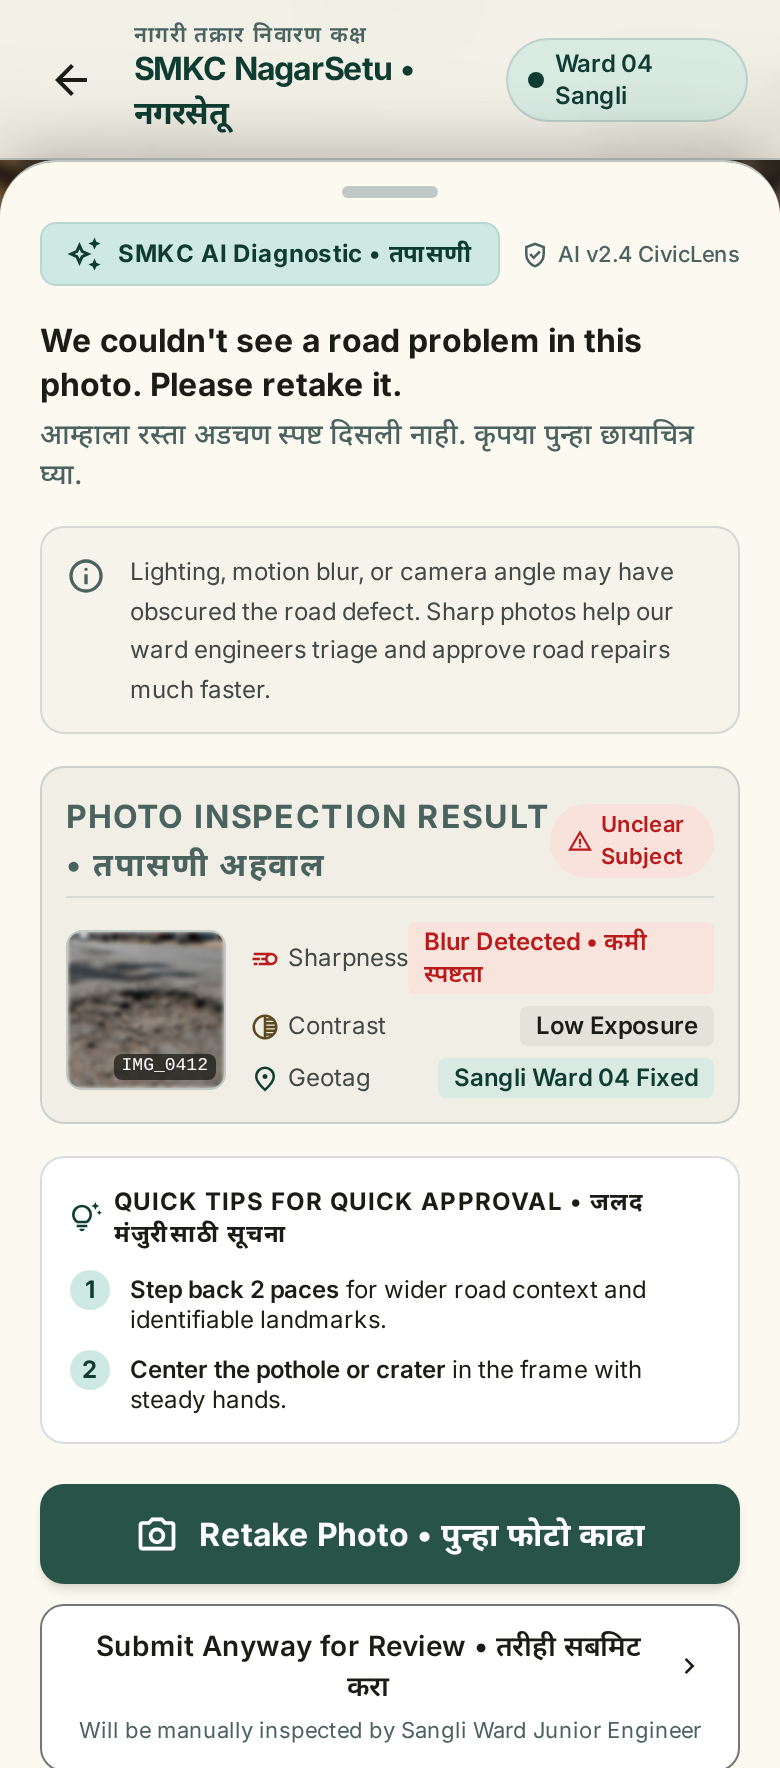 नागरी तक्रार निवारण कक्ष
SMKC NagarSetu •
नगरसेतू
Ward 04
Sangli
SMKC AI Diagnostic • तपासणी
AI v2.4 CivicLens
We couldn't see a road problem in this
photo. Please retake it.
आम्हाला रस्ता अडचण स्पष्ट दिसली नाही. कृपया पुन्हा छायाचित्र
घ्या.
Lighting, motion blur, or camera angle may have
obscured the road defect. Sharp photos help our
ward engineers triage and approve road repairs
much faster.
PHOTO INSPECTION RESULT
• तपासणी अहवाल
Unclear
Subject
IMG_0412
Sharpness
Blur Detected • कमी
स्पष्टता
Contrast
Low Exposure
Geotag
Sangli Ward 04 Fixed
QUICK TIPS FOR QUICK APPROVAL • जलद
मंजुरीसाठी सूचना
1 Step back 2 paces for wider road context and
identifiable landmarks.
2 Center the pothole or crater in the frame with
steady hands.
Retake Photo • पुन्हा फोटो काढा
Submit Anyway for Review • तरीही सबमिट
करा
Will be manually inspected by Sangli Ward Junior Engineer